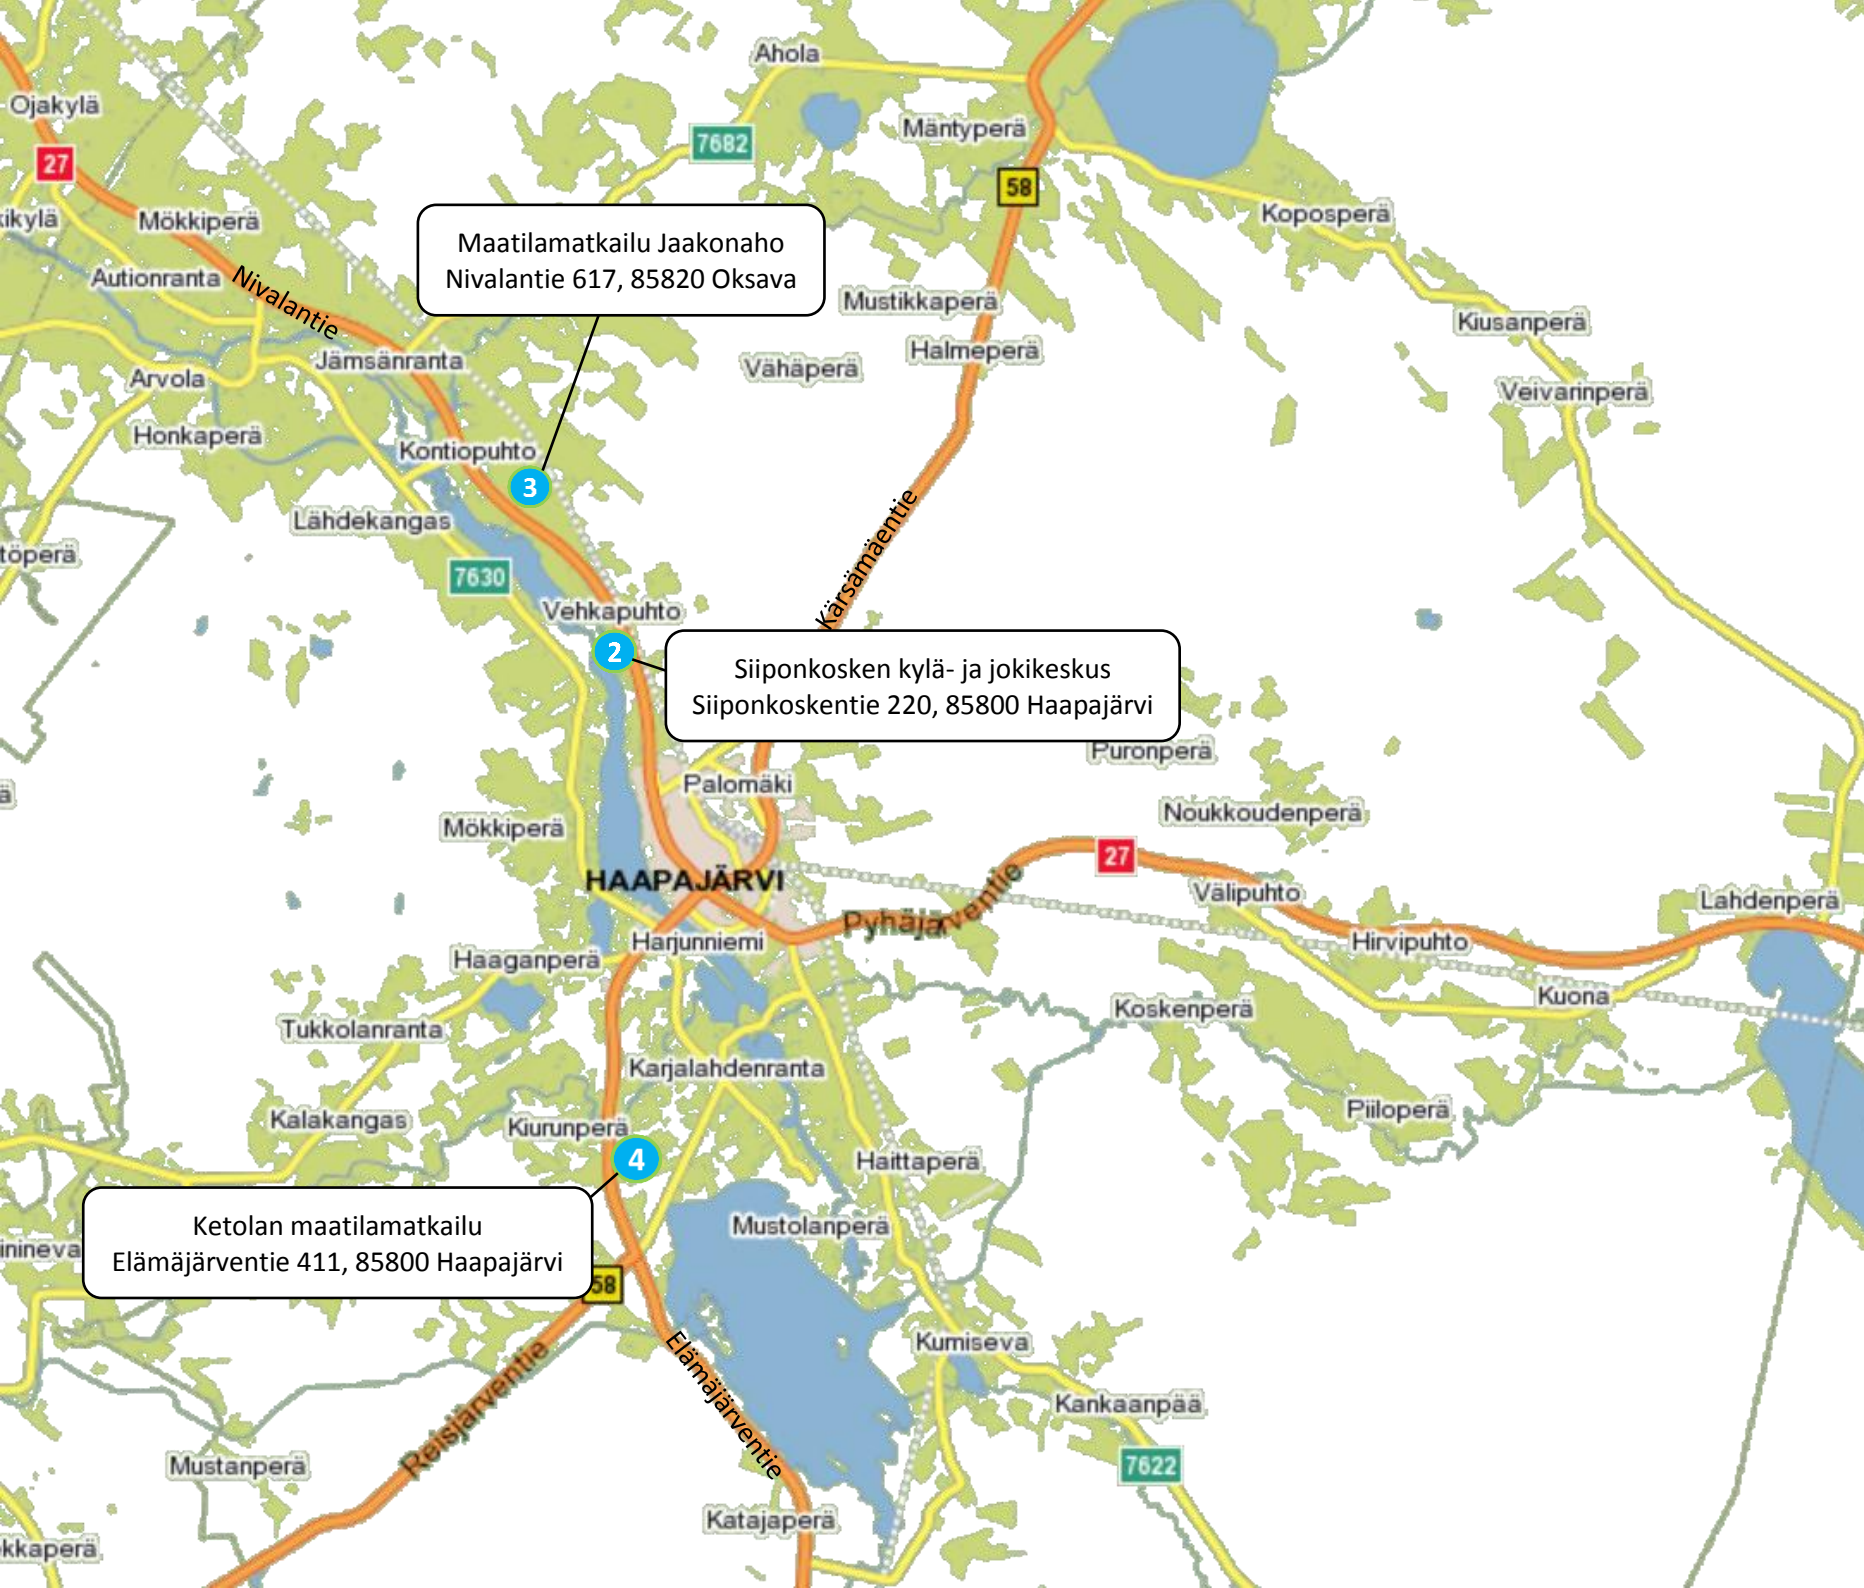 Ahola
Ojakylä
Mäntyperä
7682
27
58
Mökkiperä
Koposperä
Maatilamatkailu Jaakonaho
Nivalantie 617, 85820 Oksava
Autionranta
Nivalantie
Mustikkaperä
Kiusanperä
Jämsänranta
Halmeperä
Vähäperä
Arvola
Veivarinperä
Honkaperä
Kontiopuhto
3
Lähdekangas
Kärsämäentie
7630
Vehkapuhto
2
Siiponkosken kylä- ja jokikeskus
Siiponkoskentie 220, 85800 Haapajärvi
Puronperä
Palomäki
Noukkoudenperä
Mökkiperä
27
HAAPAJÄRVI
Välipuhto
Lahdenperä
Pyhäjärventie
Harjunniemi
Hirvipuhto
Haaganperä
Kuona
Koskenperä
Tukkolanranta
Karjalahdenranta
Kalakangas
Kiurunperä
Piiloperä
4
Haittaperä
Ketolan maatilamatkailu
Elämäjärventie 411, 85800 Haapajärvi
Mustolanperä
58
Kumiseva
Elämäjärventie
Reisjärventie
Kankaanpää
Mustanperä
7622
Katajaperä